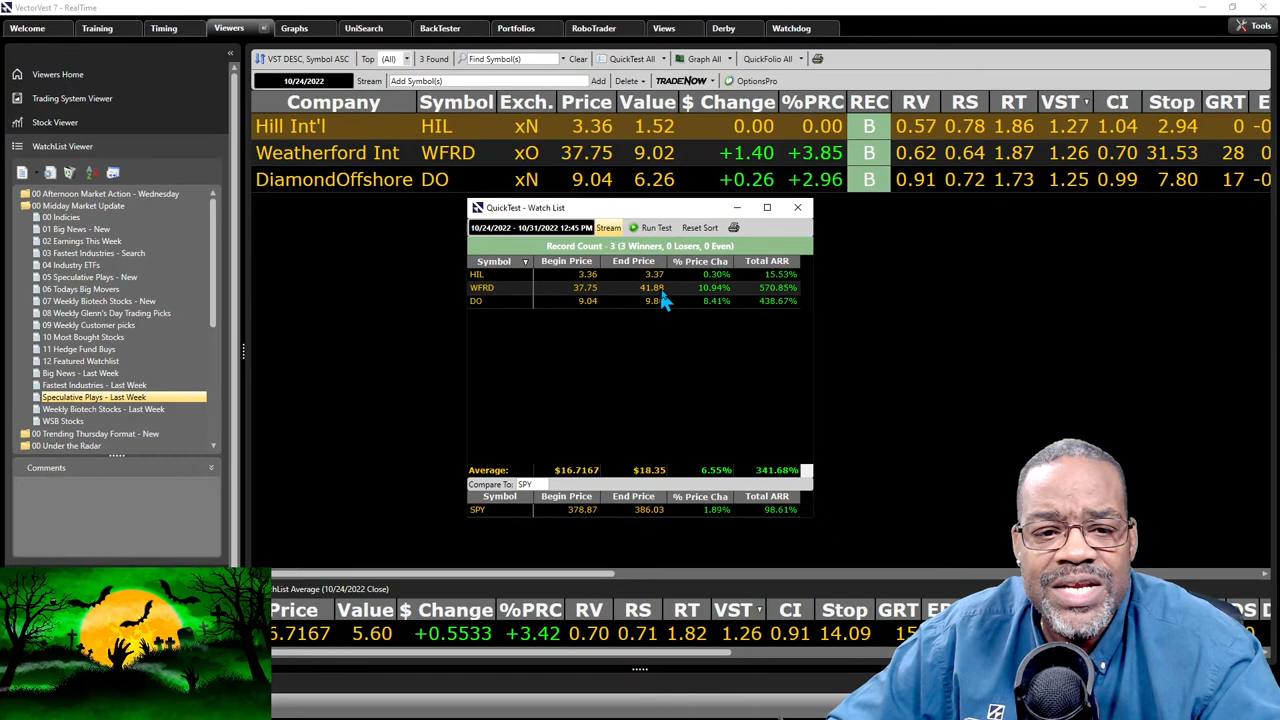 VectorVest 7 - RealTime
Welcome Training Timing Viewers Graphs UniSearch BackTester Portfolios RoboTrader Views Derby Watchdog Tools
VST DESC, Symbol ASC Top (All) 3 Found Find Symbol(s) Clear QuickTest All Graph All QuickFolio All
10/24/2022 Stream Add Symbol(s) Add Delete TRADENOW OptionsPro
Company Symbol Exch. Price Value $ Change %PRC REC RV RS RT VST CI Stop GRT E
Hill Int'l HIL xN 3.36 1.52 0.00 0.00 B 0.57 0.78 1.86 1.27 1.04 2.94 0 -0
Weatherford Int WFRD xO 37.75 9.02 +1.40 +3.85 B 0.62 0.64 1.87 1.26 0.70 31.53 28
DiamondOffshore DO xN 9.04 6.26 +0.26 +2.96 B 0.91 0.72 1.73 1.25 0.99 7.80 17 -0
Viewers Home
Trading System Viewer
Stock Viewer
WatchList Viewer
00 Afternoon Market Action - Wednesday
00 Midday Market Update
00 Indicies
01 Big News - New
02 Earnings This Week
03 Fastest Industries - Search
04 Industry ETFs
05 Speculative Plays - New
06 Todays Big Movers
07 Weekly Biotech Stocks - New
08 Weekly Glenn's Day Trading Picks
09 Weekly Customer picks
10 Most Bought Stocks
11 Hedge Fund Buys
12 Featured Watchlist
Big News - Last Week
Fastest Industries - Last Week
Speculative Plays - Last Week
Weekly Biotech Stocks - Last Week
WSB Stocks
00 Trending Thursday Format - New
00 Under the Radar
Comments
QuickTest - Watch List
10/24/2022 - 10/31/2022 12:45 PM Stream Run Test Reset Sort
Record Count - 3 (3 Winners, 0 Losers, 0 Even)
Symbol Begin Price End Price % Price Cha Total ARR
HIL 3.36 3.37 0.30% 15.53%
WFRD 37.75 41.88 10.94% 570.85%
DO 9.04 9.8 8.41% 438.67%
Average: $16.7167 $18.35 6.55% 341.68%
Compare To: SPY
Symbol Begin Price End Price % Price Cha Total ARR
SPY 378.87 386.03 1.89% 98.61%
chList Average (10/24/2022 Close)
Price Value $ Change %PRC RV RS RT VST CI Stop GRT
6.7167 5.60 +0.5533 +3.42 0.70 0.71 1.82 1.26 0.91 14.09